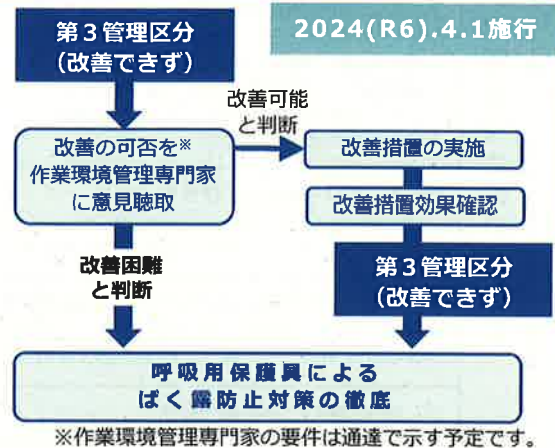 2024(R6).4.1施行
第3管理区分
(改善できず)
改善可能
と判断
改善の可否を※
作業環境管理専門家
に意見聴取
改善措置の実施
改善措置効果確認
改善困難
と判断
第3管理区分
(改善できず)
呼吸用保護具による
ばく露防止対策の徹底
※作業環境管理専門家の要件は通達で示す予定です。